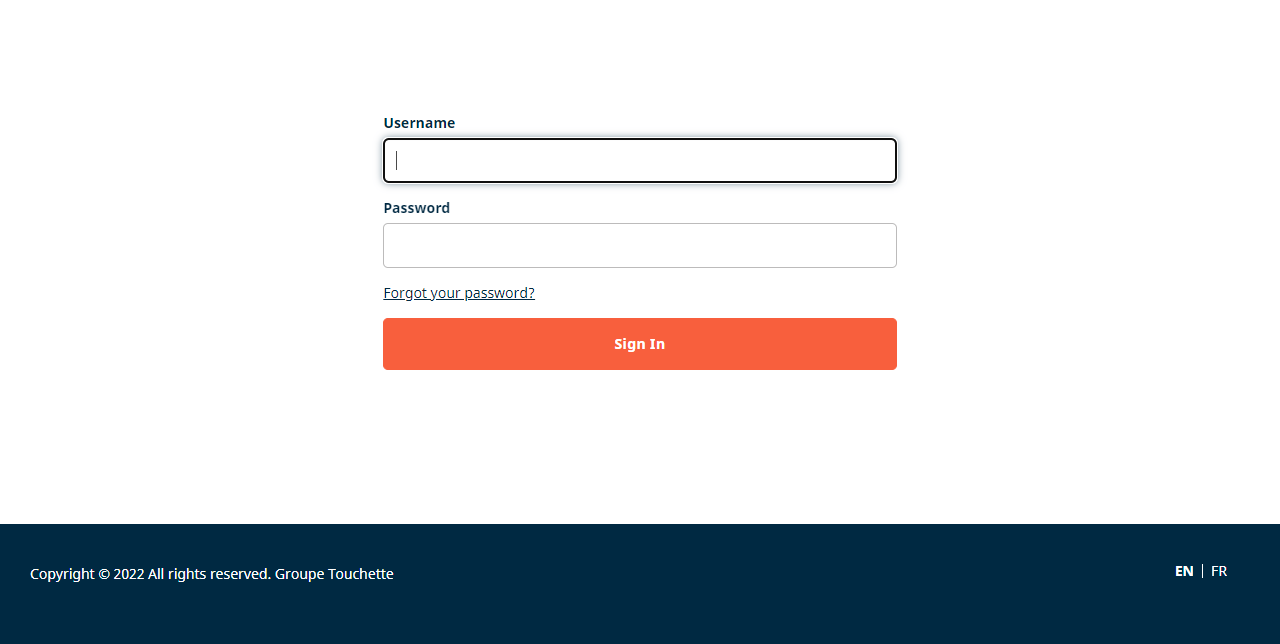 Username
Password
Forgot your password?
Sign In
Copyright © 2022 All rights reserved. Groupe Touchette
EN | FR